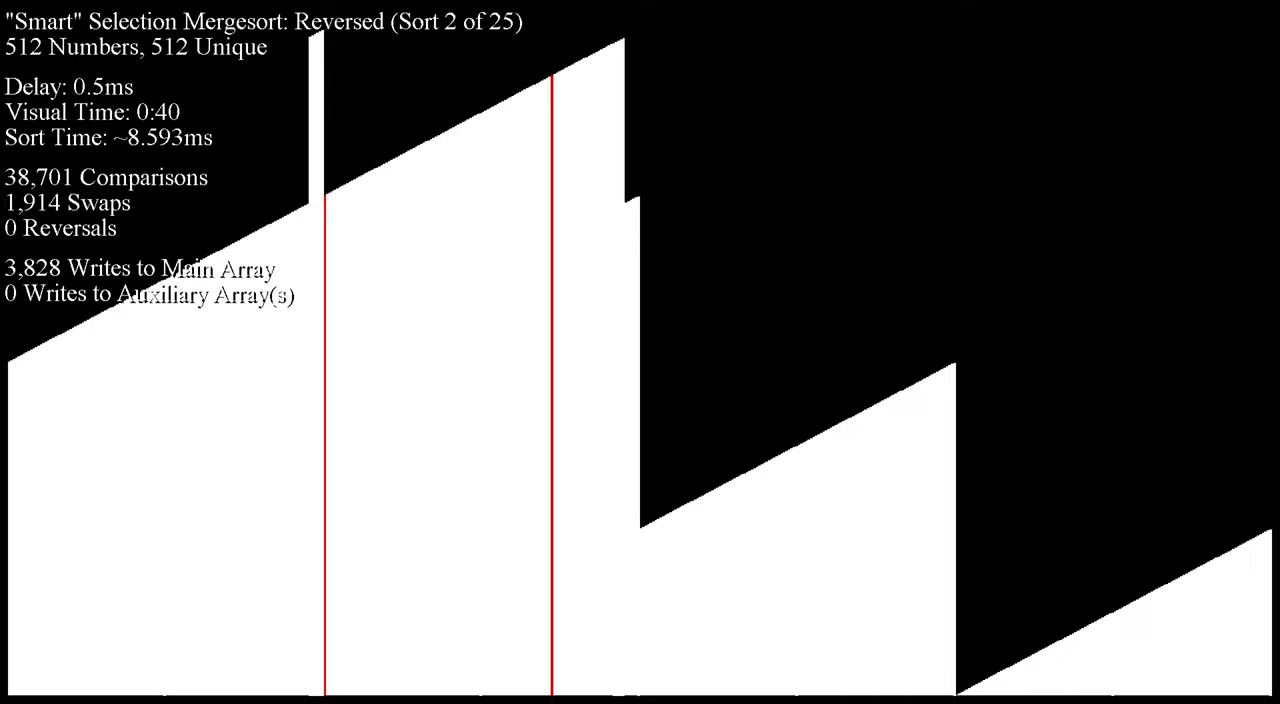 "Smart" Selection Mergesort: Reversed (Sort 2 of 25)
512 Numbers, 512 Unique
Delay: 0.5ms
Visual Time: 0:40
Sort Time: ~8.593ms
38,701 Comparisons
1,914 Swaps
0 Reversals
3,828 Writes to Main Array
0 Writes to Auxiliary Array(s)